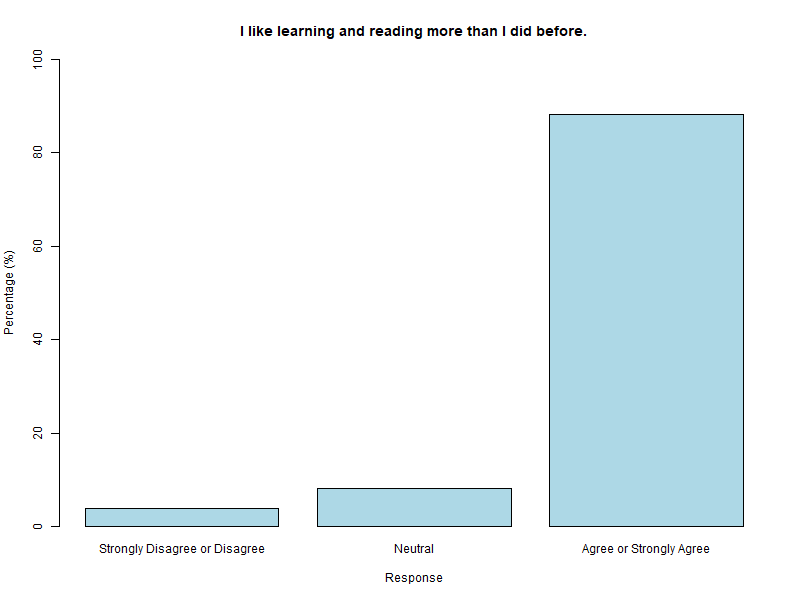 I like learning and reading more than I did before.
100
80
60
40
20
0
Percentage (%)
Strongly Disagree or Disagree
Neutral
Agree or Strongly Agree
Response